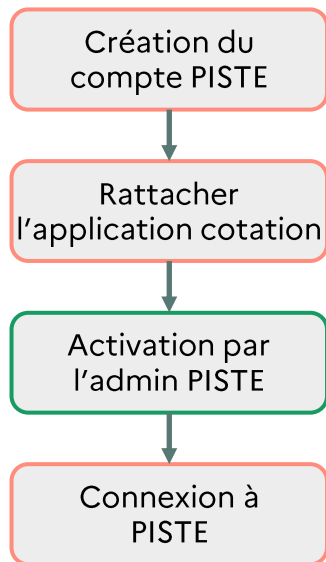 Création du
compte PISTE
Rattacher
l’application cotation
Activation par
l’admin PISTE
Connexion à
PISTE